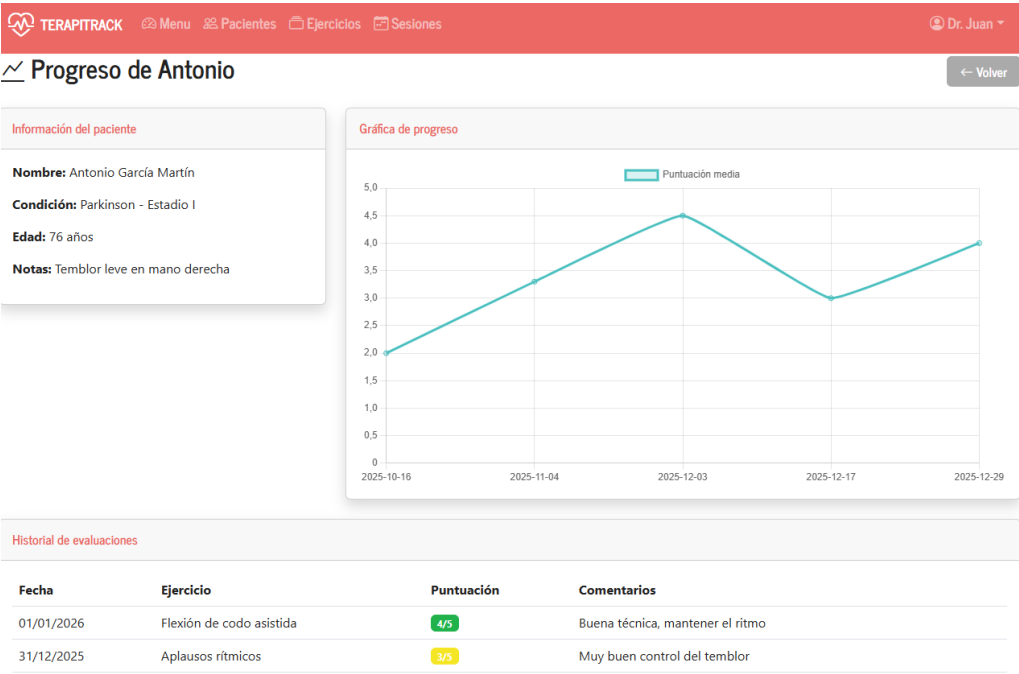 TERAPITRACK Menu Pacientes Ejercicios Sesiones Dr. Juan
Progreso de Antonio
← Volver
Información del paciente
Nombre: Antonio García Martín
Condición: Parkinson - Estadio I
Edad: 76 años
Notas: Temblor leve en mano derecha
Gráfica de progreso
Puntuación media
5,0
4,5
4,0
3,5
3,0
2,5
2,0
1,5
1,0
0,5
0
2025-10-16 2025-11-04 2025-12-03 2025-12-17 2025-12-29
Historial de evaluaciones
Fecha Ejercicio Puntuación Comentarios
01/01/2026 Flexión de codo asistida 4/5 Buena técnica, mantener el ritmo
31/12/2025 Aplausos rítmicos 3/5 Muy buen control del temblor